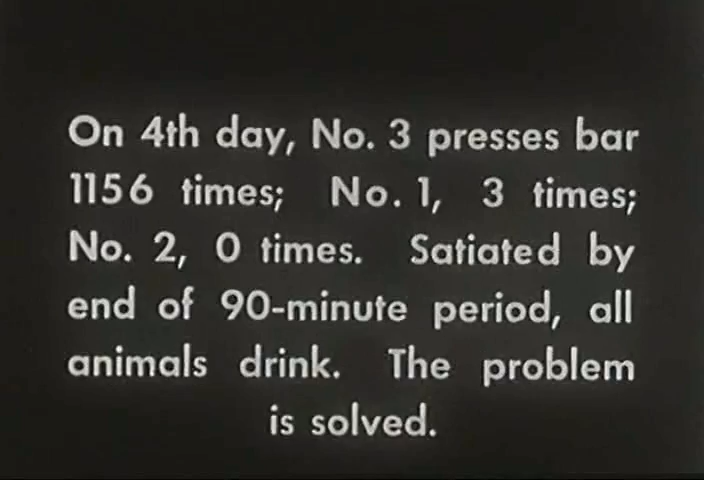 On 4th day, No. 3 presses bar
1156 times; No. 1, 3 times;
No. 2, 0 times. Satiated by
end of 90-minute period, all
animals drink. The problem
is solved.